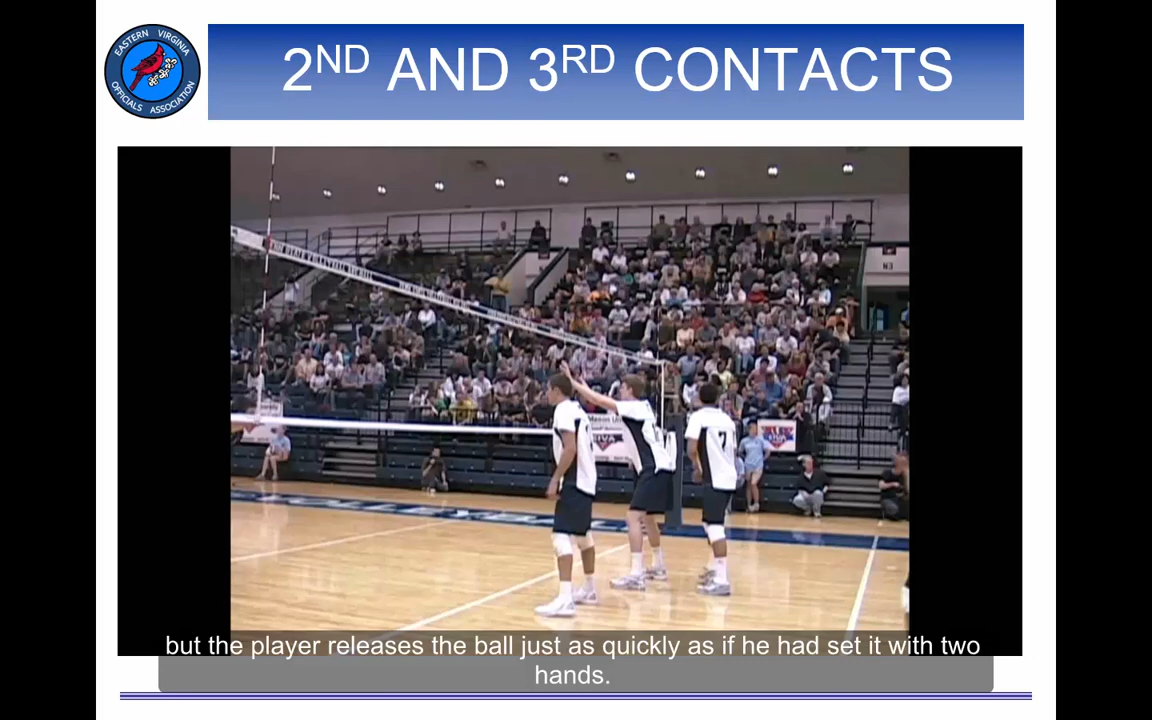 EASTERN VIRGINIA
OFFICIALS ASSOCIATION
2ND AND 3RD CONTACTS
N3
7
but the player releases the ball just as quickly as if he had set it with two
hands.